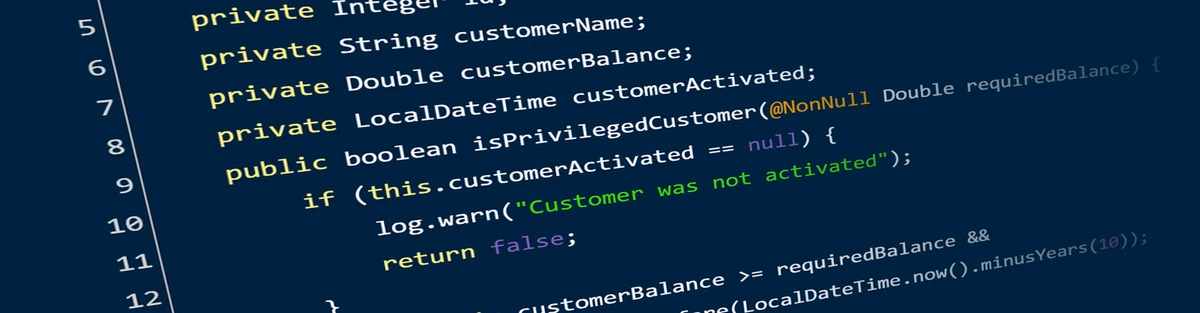 5 private Integer id;
6 private String customerName;
7 private Double customerBalance;
8 private LocalDateTime customerActivated;
9 public boolean isPrivilegedCustomer(@NonNull Double requiredBalance) {
10 if (this.customerActivated == null) {
11 log.warn("Customer was not activated");
12 return false;
}
customerBalance >= requiredBalance &&
(LocalDateTime.now().minusYears(10));